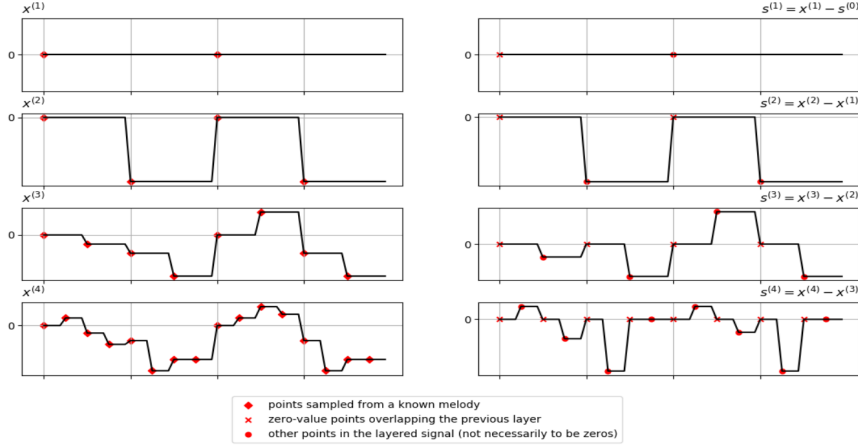 x^(1)
s^(1) = x^(1) − s^(0)
0
0
x^(2)
s^(2) = x^(2) − x^(1)
0
0
x^(3)
s^(3) = x^(3) − x^(2)
0
0
x^(4)
s^(4) = x^(4) − x^(3)
0
0
points sampled from a known melody
zero-value points overlapping the previous layer
other points in the layered signal (not necessarily to be zeros)